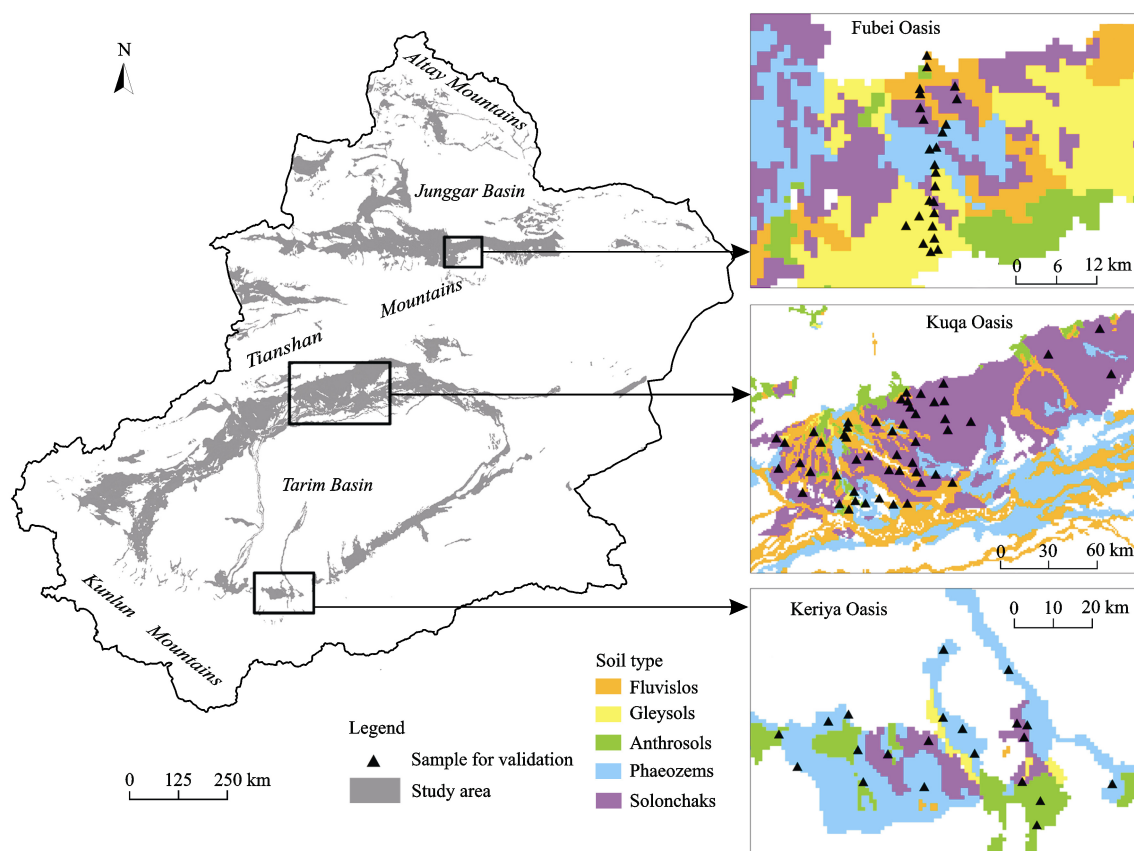 N
Altay Mountains
Junggar Basin
Tianshan Mountains
Tarim Basin
Kunlun Mountains
0 125 250 km
Legend
Sample for validation
Study area
Soil type
Fluvislos
Gleysols
Anthrosols
Phaeozems
Solonchaks
Fubei Oasis
0 6 12 km
Kuqa Oasis
0 30 60 km
Keriya Oasis
0 10 20 km